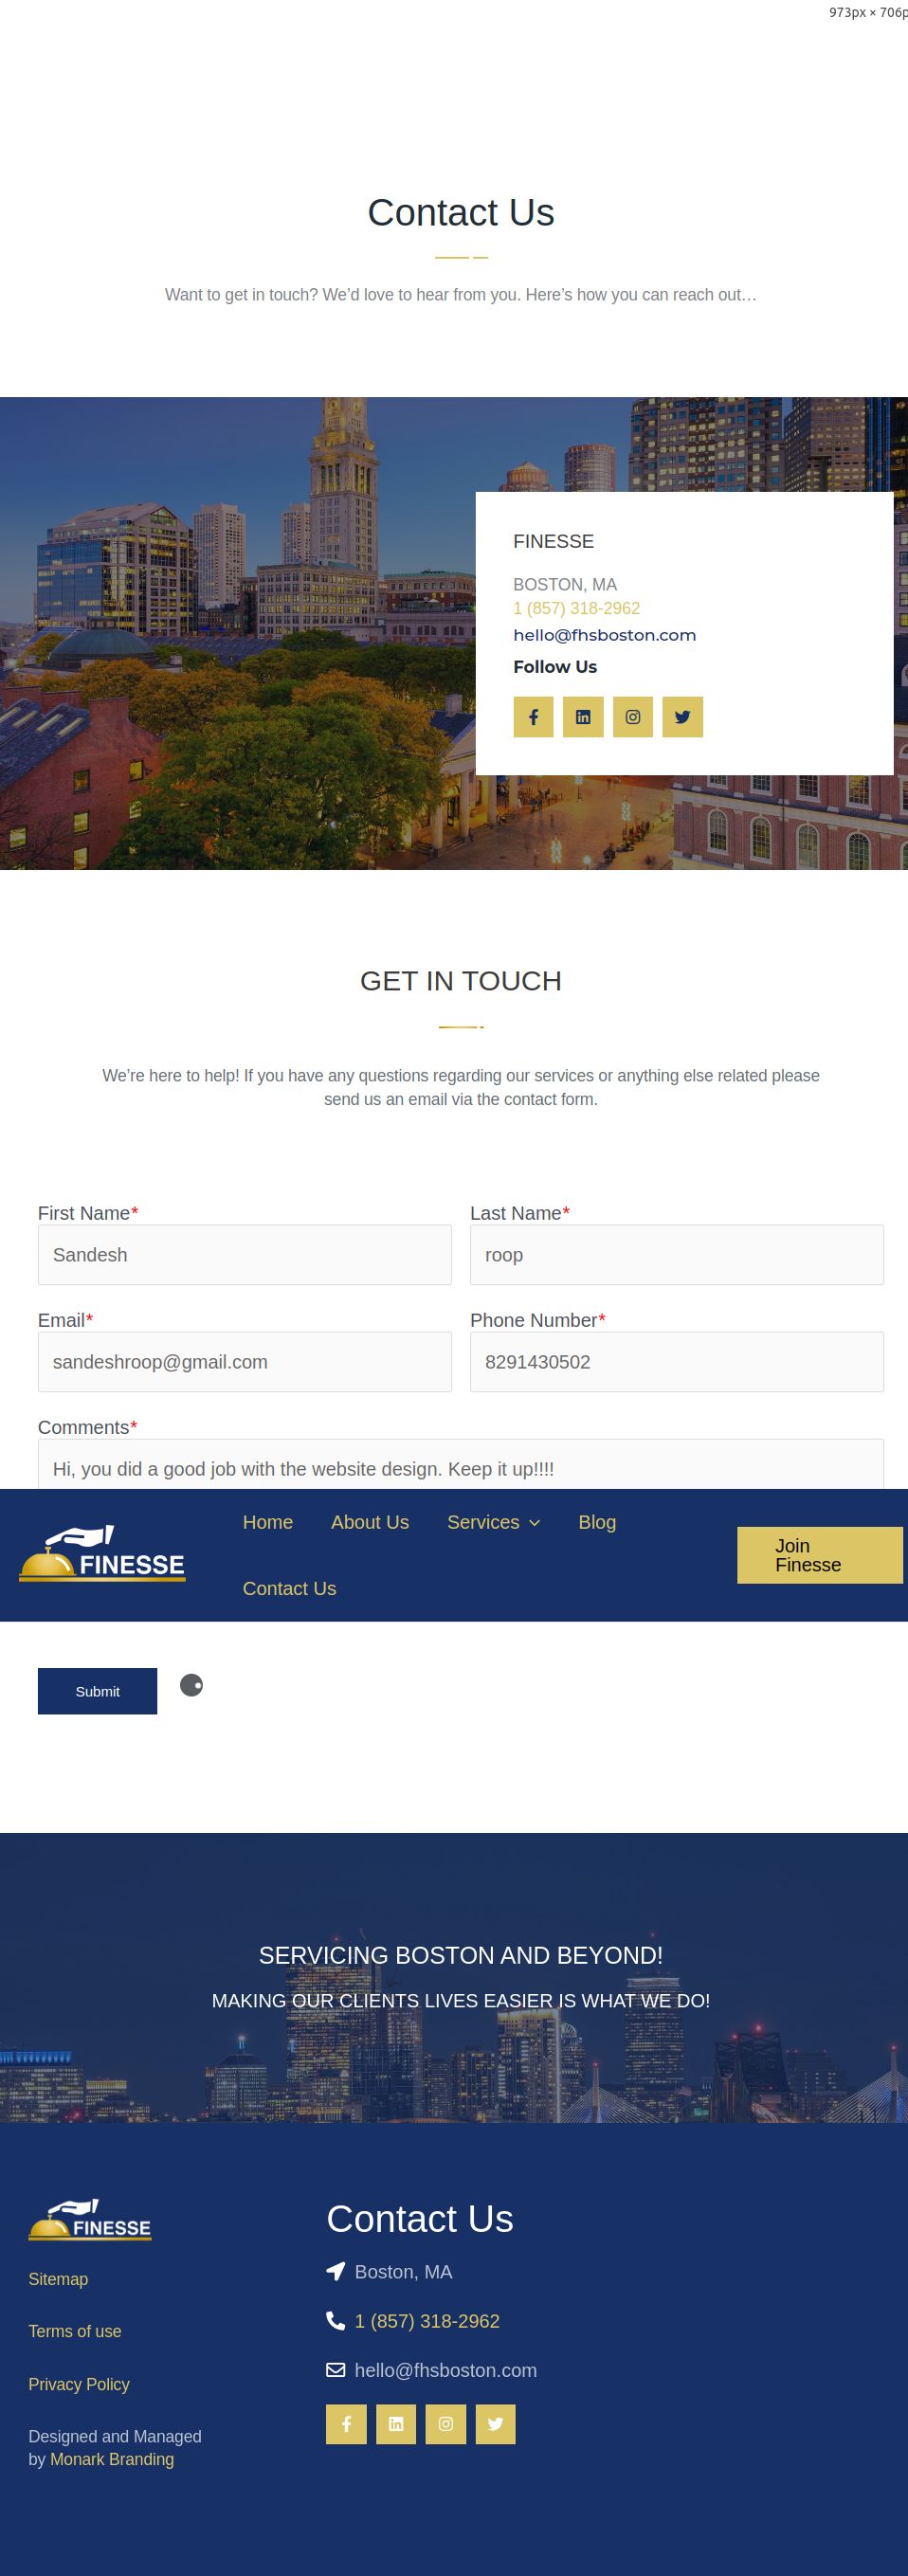 973px × 706p
Contact Us
Want to get in touch? We’d love to hear from you. Here’s how you can reach out…
FINESSE
BOSTON, MA
1 (857) 318-2962
hello@fhsboston.com
Follow Us
GET IN TOUCH
We’re here to help! If you have any questions regarding our services or anything else related please
send us an email via the contact form.
First Name*
Last Name*
Sandesh
roop
Email*
Phone Number*
sandeshroop@gmail.com
8291430502
Comments*
Hi, you did a good job with the website design. Keep it up!!!!
FINESSE
Home
About Us
Services
Blog
Contact Us
Join
Finesse
Submit
SERVICING BOSTON AND BEYOND!
MAKING OUR CLIENTS LIVES EASIER IS WHAT WE DO!
FINESSE
Sitemap
Terms of use
Privacy Policy
Designed and Managed
by Monark Branding
Contact Us
Boston, MA
1 (857) 318-2962
hello@fhsboston.com